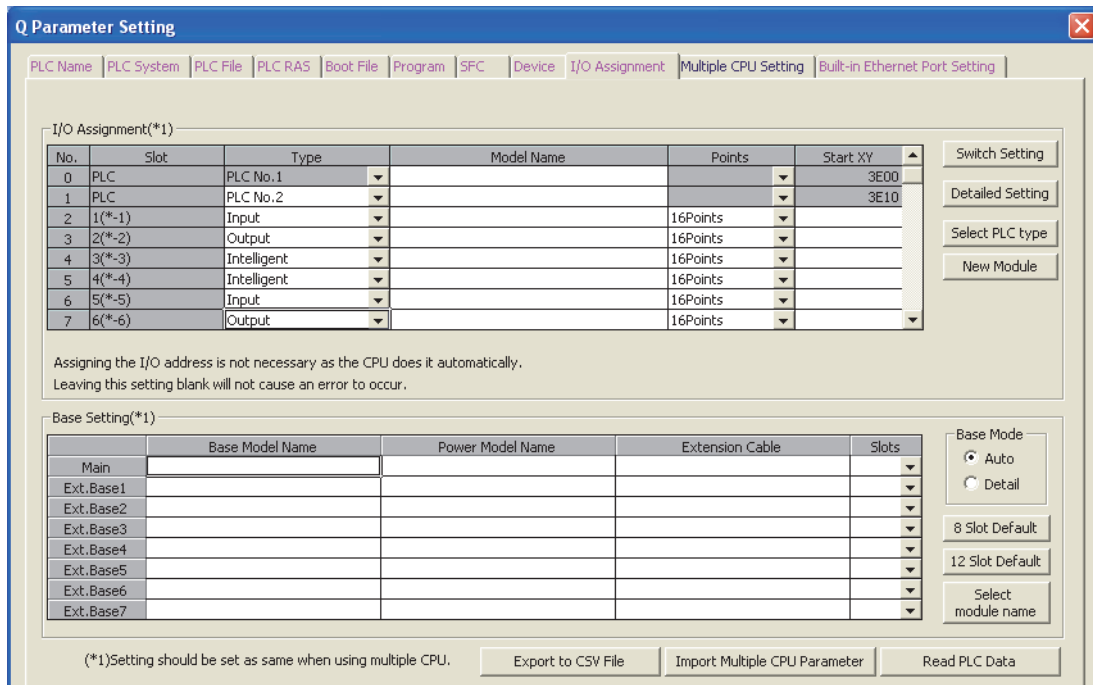 Q Parameter Setting
PLC Name PLC System PLC File PLC RAS Boot File Program SFC Device I/O Assignment Multiple CPU Setting Built-in Ethernet Port Setting
I/O Assignment(*1)
No. Slot Type Model Name Points Start XY
0 PLC PLC No.1 3E00
1 PLC PLC No.2 3E10
2 1(*-1) Input 16Points
3 2(*-2) Output 16Points
4 3(*-3) Intelligent 16Points
5 4(*-4) Intelligent 16Points
6 5(*-5) Input 16Points
7 6(*-6) Output 16Points
Switch Setting
Detailed Setting
Select PLC type
New Module
Assigning the I/O address is not necessary as the CPU does it automatically.
Leaving this setting blank will not cause an error to occur.
Base Setting(*1)
Base Model Name Power Model Name Extension Cable Slots
Main
Ext.Base1
Ext.Base2
Ext.Base3
Ext.Base4
Ext.Base5
Ext.Base6
Ext.Base7
Base Mode
Auto
Detail
8 Slot Default
12 Slot Default
Select
module name
(*1)Setting should be set as same when using multiple CPU.
Export to CSV File Import Multiple CPU Parameter Read PLC Data